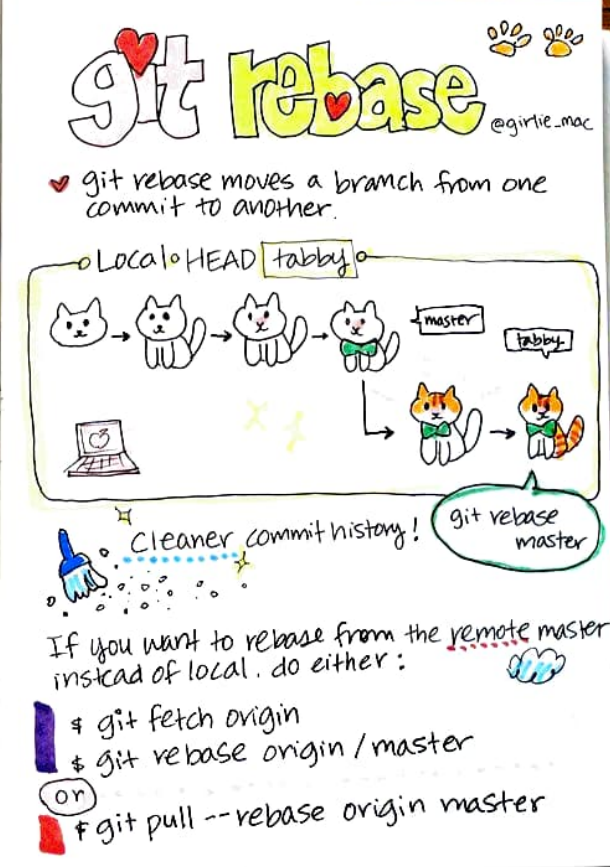 git rebase
@girlie_mac
git rebase moves a branch from one
commit to another.
Local HEAD tabby
master
tabby
git rebase
master
Cleaner commit history!
If you want to rebase from the remote master
instead of local. do either:
$ git fetch origin
$ git rebase origin/master
or
$ git pull --rebase origin master